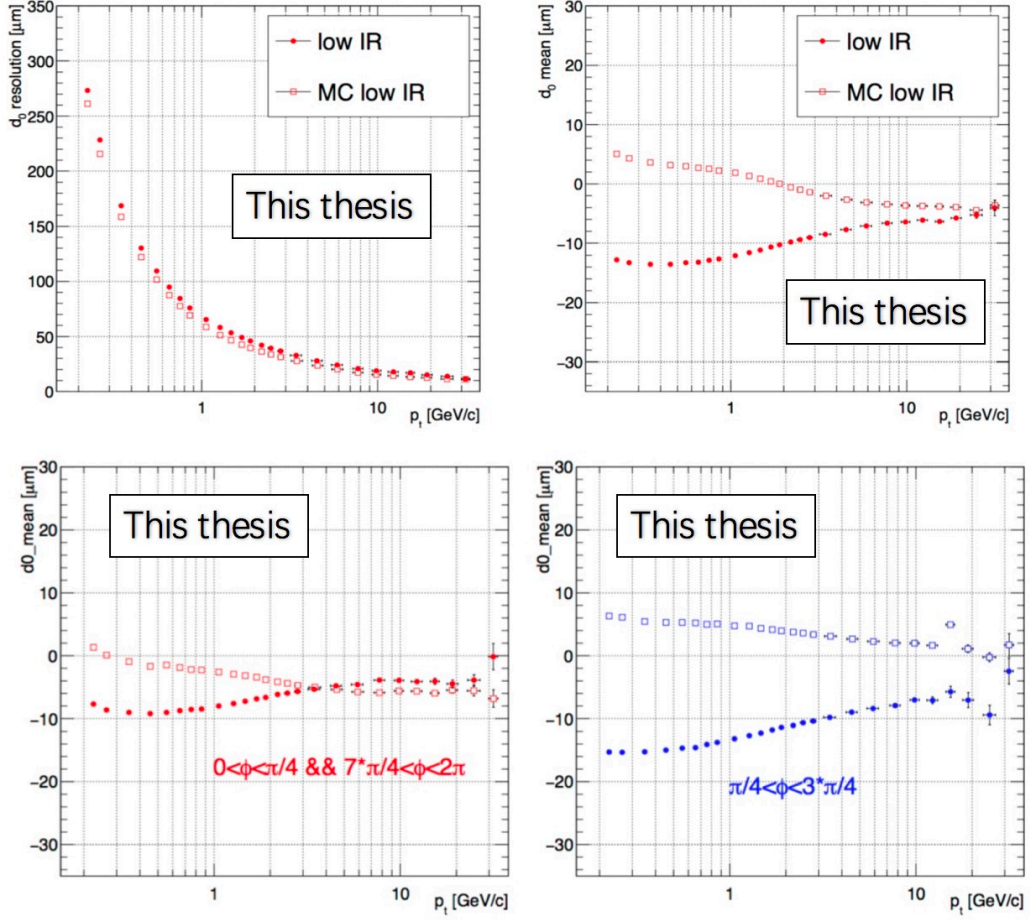 d₀ resolution [μm]
350
300
250
200
150
100
50
0
low IR
MC low IR
This thesis
1
10
pₜ [GeV/c]
d₀ mean [μm]
30
20
10
0
−10
−20
−30
low IR
MC low IR
This thesis
1
10
pₜ [GeV/c]
d0_mean [μm]
30
20
10
0
−10
−20
−30
This thesis
0<ϕ<π/4 && 7*π/4<ϕ<2π
1
10
pₜ [GeV/c]
d0_mean [μm]
30
20
10
0
−10
−20
−30
This thesis
π/4<ϕ<3*π/4
1
10
pₜ [GeV/c]